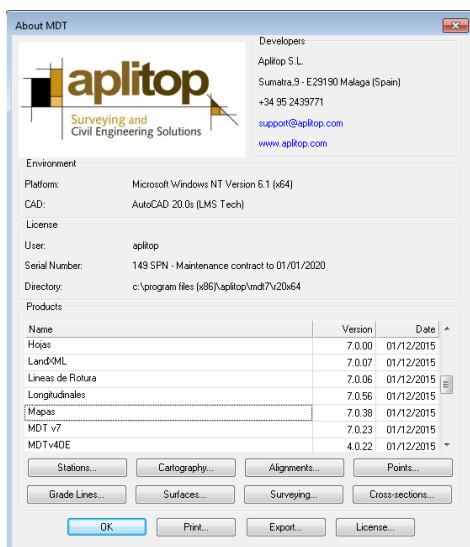 About MDT
aplitop
Surveying and
Civil Engineering Solutions
Developers
Aplitop S.L.
Sumatra,9 - E29190 Malaga (Spain)
+34 95 2439771
support@aplitop.com
www.aplitop.com
Environment
Platform: Microsoft Windows NT Version 6.1 (x64)
CAD: AutoCAD 20.0s (LMS Tech)
License
User: aplitop
Serial Number: 149 SPN - Maintenance contract to 01/01/2020
Directory: c:\program files (x86)\aplitop\mdt7\r20x64
Products
Name Version Date
Hojas 7.0.00 01/12/2015
LandXML 7.0.07 01/12/2015
Lineas de Rotura 7.0.06 01/12/2015
Longitudinales 7.0.56 01/12/2015
Mapas 7.0.38 01/12/2015
MDT v7 7.0.23 01/12/2015
MDTv4OE 4.0.22 01/12/2015
Stations... Cartography... Alignments... Points...
Grade Lines... Surfaces... Surveying... Cross-sections...
OK Print... Export... License...